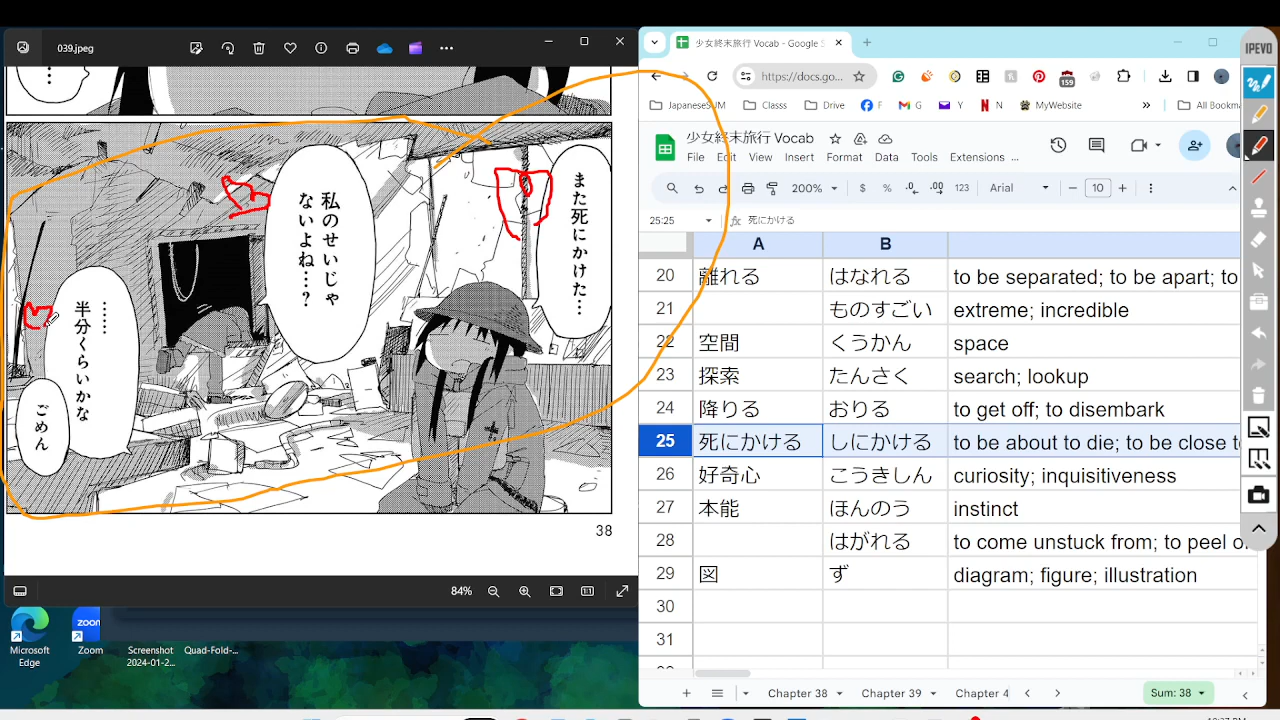 039.jpeg
…
また死にかけた…
私のせいじゃ
ないよね…?
……
半分くらいかな
ごめん
38
84%
Microsoft
Edge
Zoom
zoom
Screenshot
2024-01-2...
Quad-Fold-...
少女終末旅行 Vocab - Google S
https://docs.go...
159
JapaneseSJM
Classs
Drive
F
G
Y
N
MyWebsite
All Bookm
少女終末旅行 Vocab
File Edit View Insert Format Data Tools Extensions ...
200% $ % .0 .00 123 Arial 10
25:25 fx 死にかける
A B
20 離れる はなれる to be separated; to be apart; to
21 ものすごい extreme; incredible
22 空間 くうかん space
23 探索 たんさく search; lookup
24 降りる おりる to get off; to disembark
25 死にかける しにかける to be about to die; to be close t
26 好奇心 こうきしん curiosity; inquisitiveness
27 本能 ほんのう instinct
28 はがれる to come unstuck from; to peel o
29 図 ず diagram; figure; illustration
30
31
Chapter 38 Chapter 39 Chapter 4
Sum: 38
IPEVO